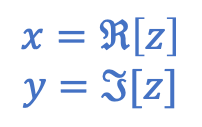 x = ℜ[z]
y = ℑ[z]